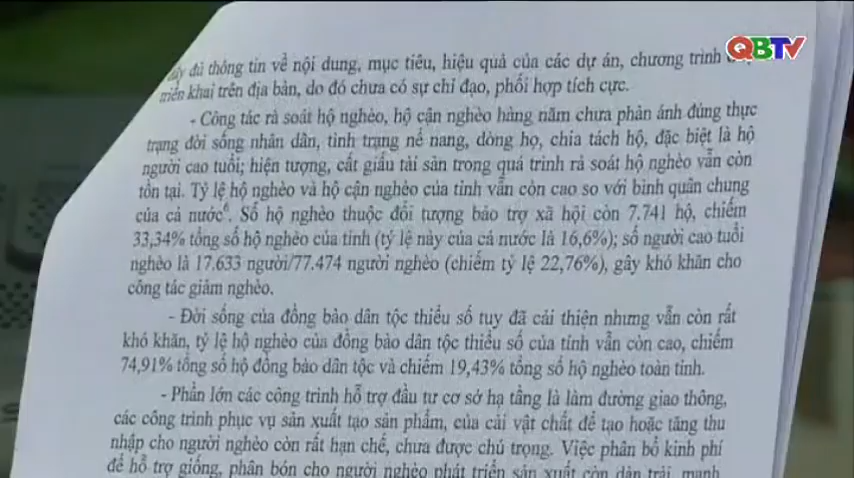 QBTV
đủ thông tin về nội dung, mục tiêu, hiệu quả của các dự án, chương trình
triển khai trên địa bàn, do đó chưa có sự chỉ đạo, phối hợp tích cực.
- Công tác rà soát hộ nghèo, hộ cận nghèo hàng năm chưa phản ánh đúng thực
trạng đời sống nhân dân, tình trạng nể nang, dòng họ, chia tách hộ, đặc biệt là hộ
người cao tuổi; hiện tượng, cất giấu tài sản trong quá trình rà soát hộ nghèo vẫn còn
tồn tại. Tỷ lệ hộ nghèo và hộ cận nghèo của tỉnh vẫn còn cao so với bình quân chung
của cả nước⁶. Số hộ nghèo thuộc đối tượng bảo trợ xã hội còn 7.741 hộ, chiếm
33,34% tổng số hộ nghèo của tỉnh (tỷ lệ này của cả nước là 16,6%); số người cao tuổi
nghèo là 17.633 người/77.474 người nghèo (chiếm tỷ lệ 22,76%), gây khó khăn cho
công tác giảm nghèo.
- Đời sống của đồng bào dân tộc thiểu số tuy đã cải thiện nhưng vẫn còn rất
khó khăn, tỷ lệ hộ nghèo của đồng bào dân tộc thiểu số của tỉnh vẫn còn cao, chiếm
74,91% tổng số hộ đồng bào dân tộc và chiếm 19,43% tổng số hộ nghèo toàn tỉnh.
- Phần lớn các công trình hỗ trợ đầu tư cơ sở hạ tầng là làm đường giao thông,
các công trình phục vụ sản xuất tạo sản phẩm, của cải vật chất để tạo hoặc tăng thu
nhập cho người nghèo còn rất hạn chế, chưa được chú trọng. Việc phân bổ kinh phí
để hỗ trợ giống, phân bón cho người nghèo phát triển sản xuất còn dàn trải, manh